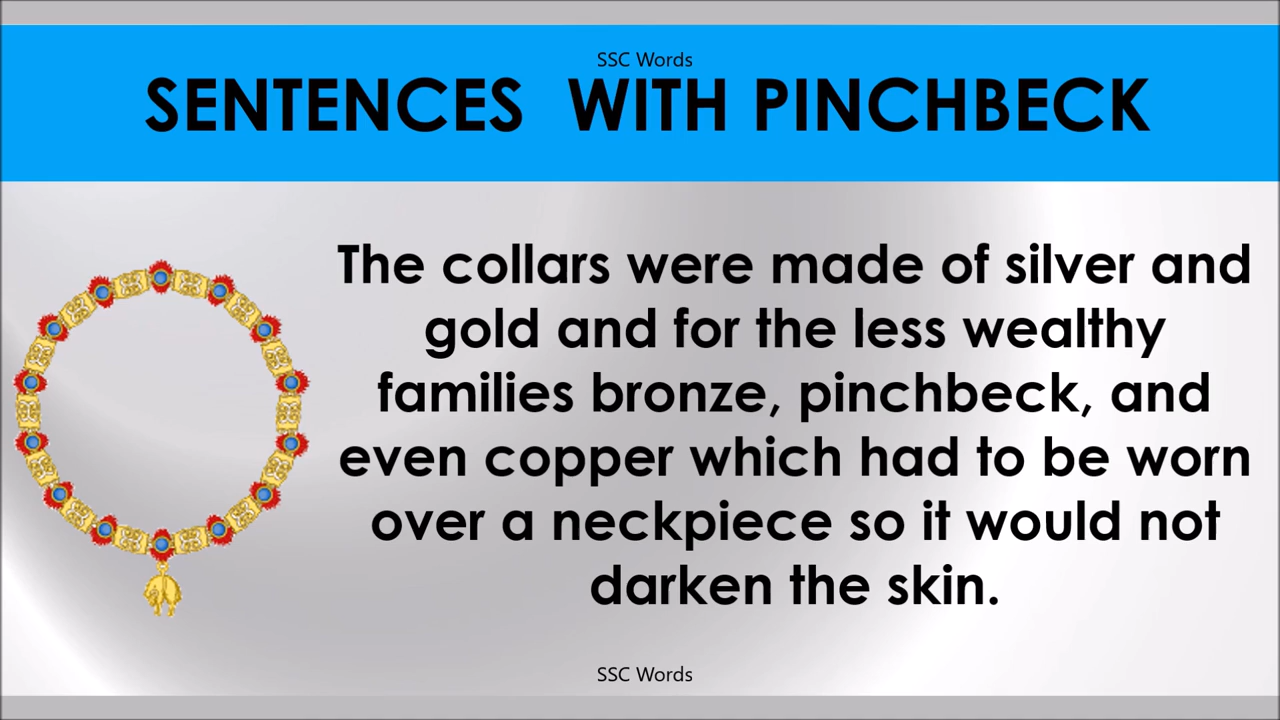 SSC Words
SENTENCES WITH PINCHBECK
The collars were made of silver and
gold and for the less wealthy
families bronze, pinchbeck, and
even copper which had to be worn
over a neckpiece so it would not
darken the skin.
SSC Words